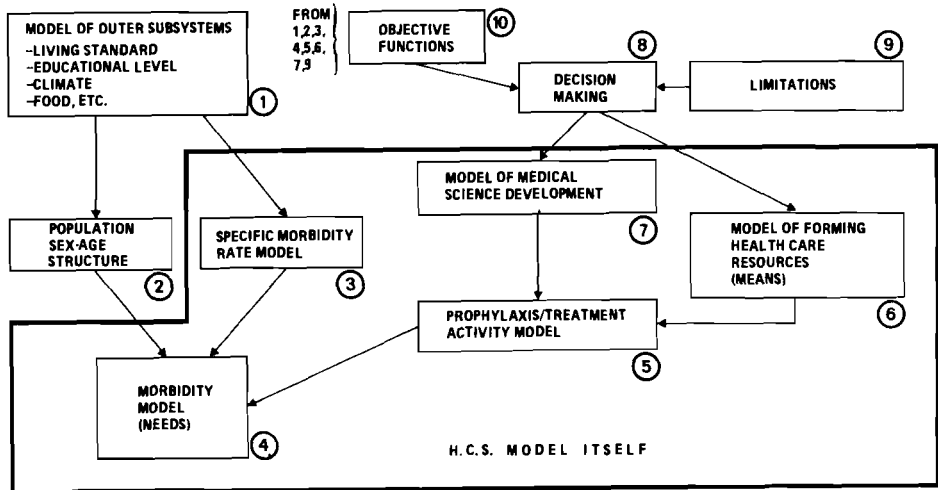 MODEL OF OUTER SUBSYSTEMS
–LIVING STANDARD
–EDUCATIONAL LEVEL
–CLIMATE
–FOOD, ETC.
1
FROM
1,2,3,
4,5,6,
7,9
OBJECTIVE
FUNCTIONS
10
DECISION
MAKING
8
LIMITATIONS
9
MODEL OF MEDICAL
SCIENCE DEVELOPMENT
7
POPULATION
SEX-AGE
STRUCTURE
2
SPECIFIC MORBIDITY
RATE MODEL
3
MODEL OF FORMING
HEALTH CARE
RESOURCES
(MEANS)
6
PROPHYLAXIS/TREATMENT
ACTIVITY MODEL
5
MORBIDITY
MODEL
(NEEDS)
4
H.C.S. MODEL ITSELF